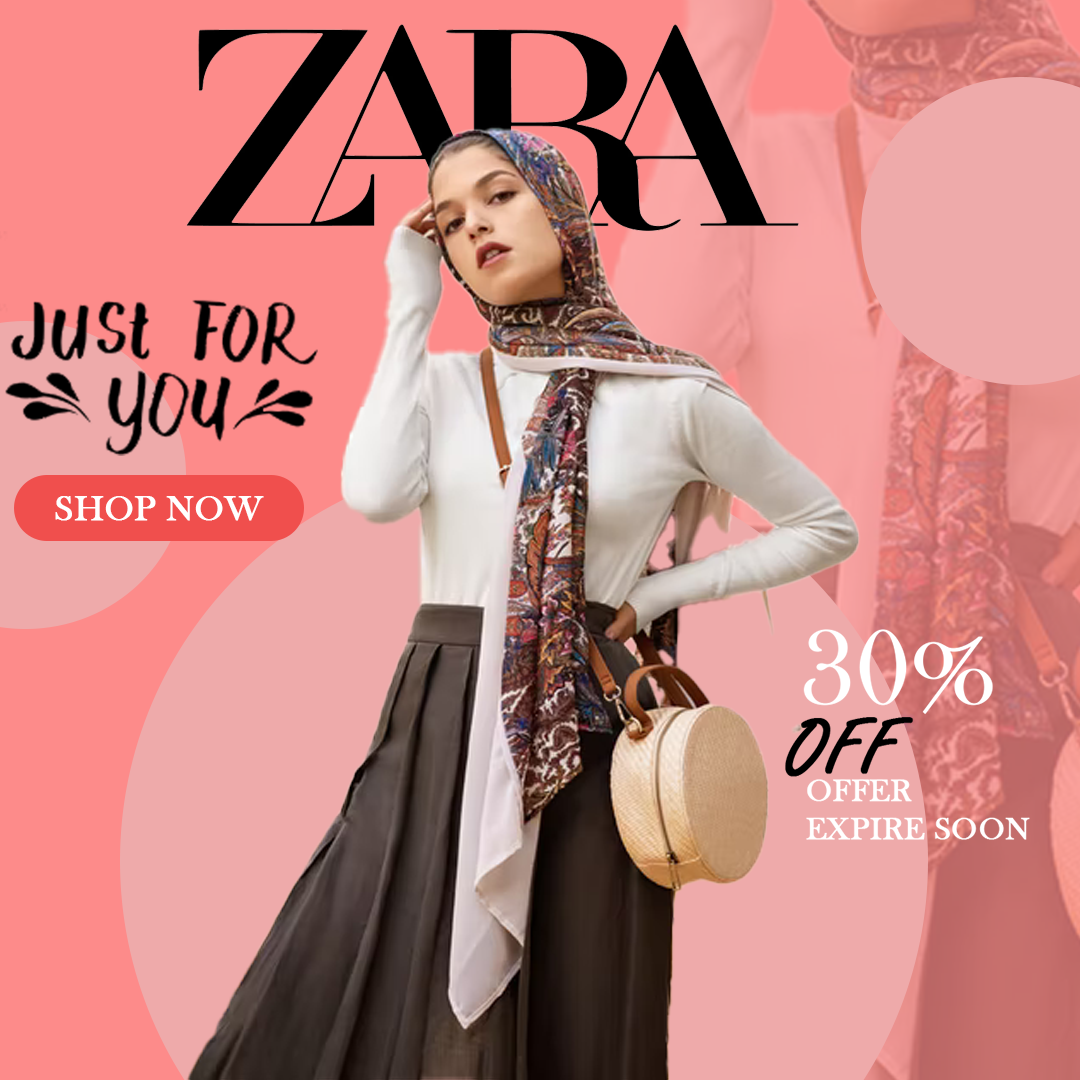 ZARA
JUST FOR
YOU
SHOP NOW
30%
OFF
OFFER
EXPIRE SOON